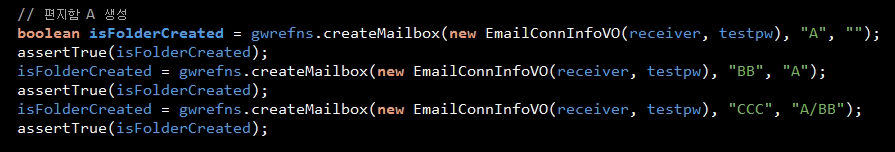 // 편지함 A 생성
boolean isFolderCreated = gwrefns.createMailbox(new EmailConnInfoVO(receiver, testpw), "A", "");
assertTrue(isFolderCreated);
isFolderCreated = gwrefns.createMailbox(new EmailConnInfoVO(receiver, testpw), "BB", "A");
assertTrue(isFolderCreated);
isFolderCreated = gwrefns.createMailbox(new EmailConnInfoVO(receiver, testpw), "CCC", "A/BB");
assertTrue(isFolderCreated);